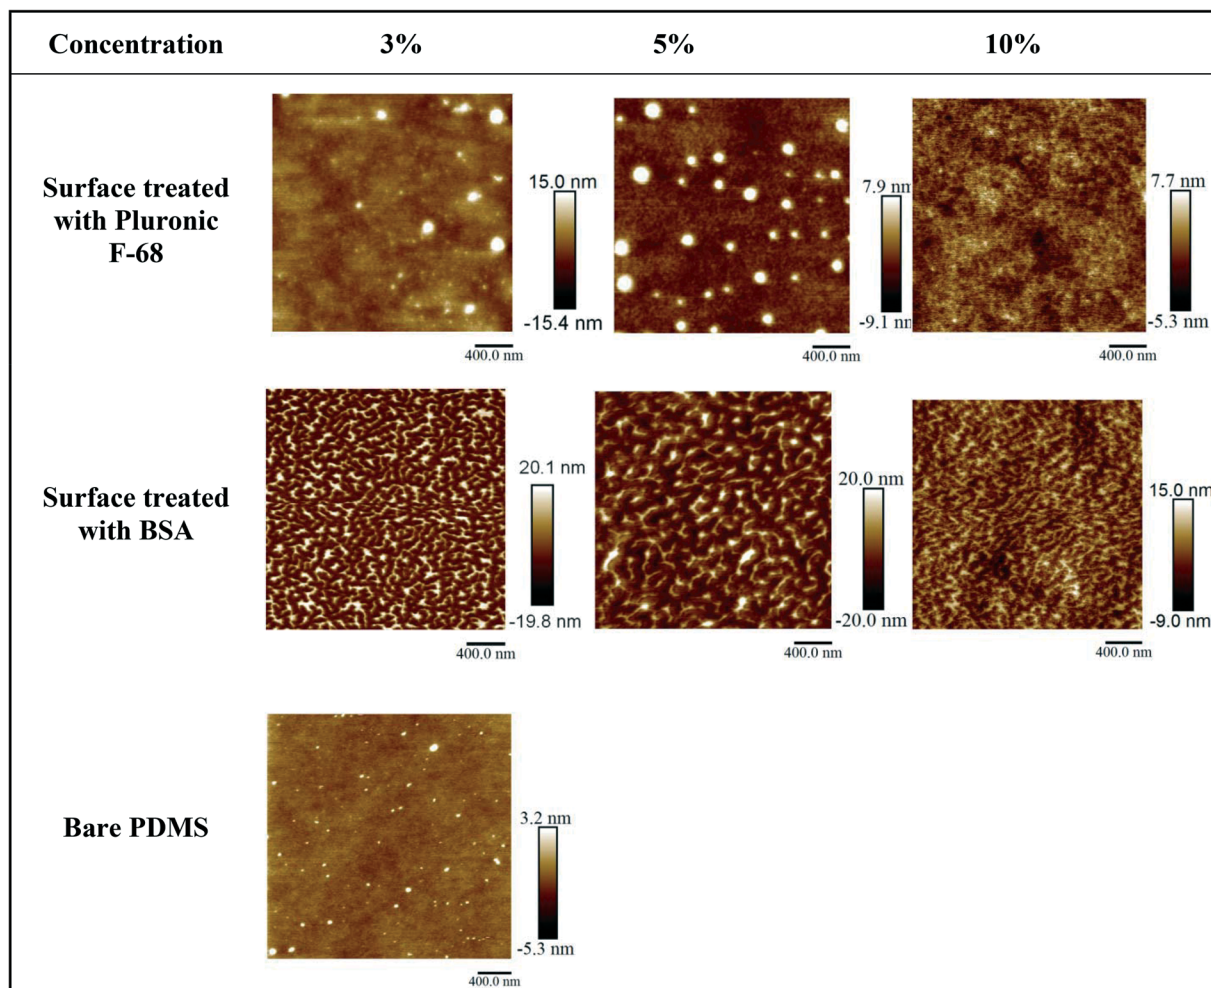 Concentration 3% 5% 10%
Surface treated
with Pluronic
F-68
15.0 nm
-15.4 nm
400.0 nm
7.9 nm
-9.1 nm
400.0 nm
7.7 nm
-5.3 nm
400.0 nm
Surface treated
with BSA
20.1 nm
-19.8 nm
400.0 nm
20.0 nm
-20.0 nm
400.0 nm
15.0 nm
-9.0 nm
400.0 nm
Bare PDMS
3.2 nm
-5.3 nm
400.0 nm